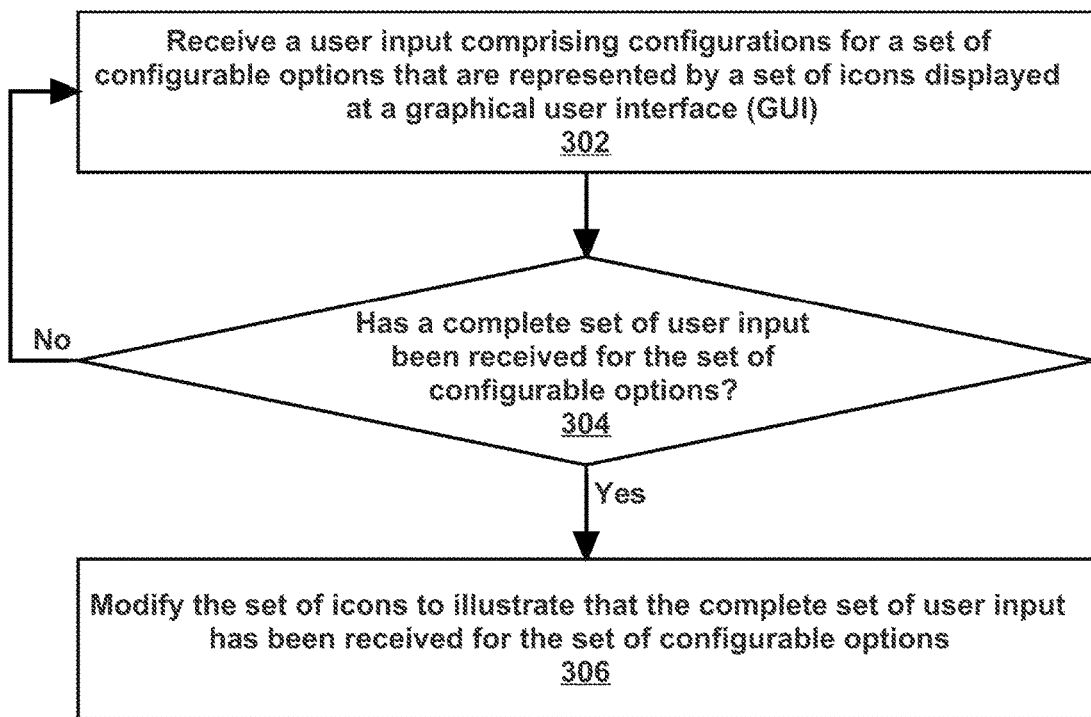 Receive a user input comprising configurations for a set of
configurable options that are represented by a set of icons displayed
at a graphical user interface (GUI)
302
Has a complete set of user input
been received for the set of
configurable options?
304
No
Yes
Modify the set of icons to illustrate that the complete set of user input
has been received for the set of configurable options
306